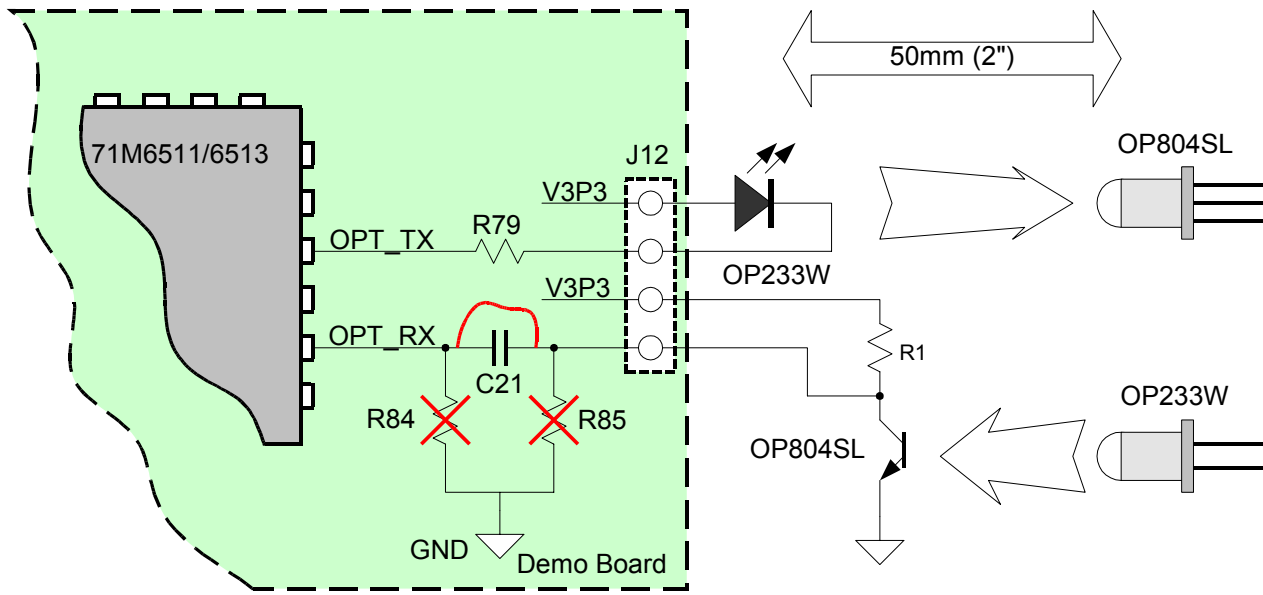 50mm (2")
71M6511/6513
J12
OP804SL
V3P3
R79
OPT_TX
OP233W
V3P3
OPT_RX
R1
C21
R84
R85
OP233W
OP804SL
GND
Demo Board